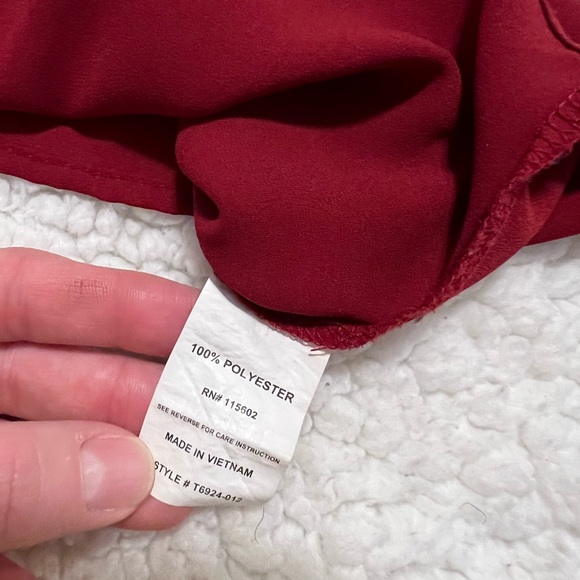 100% POLYESTER
RN# 115602
SEE REVERSE FOR CARE INSTRUCTION
MADE IN VIETNAM
STYLE # T6924-012